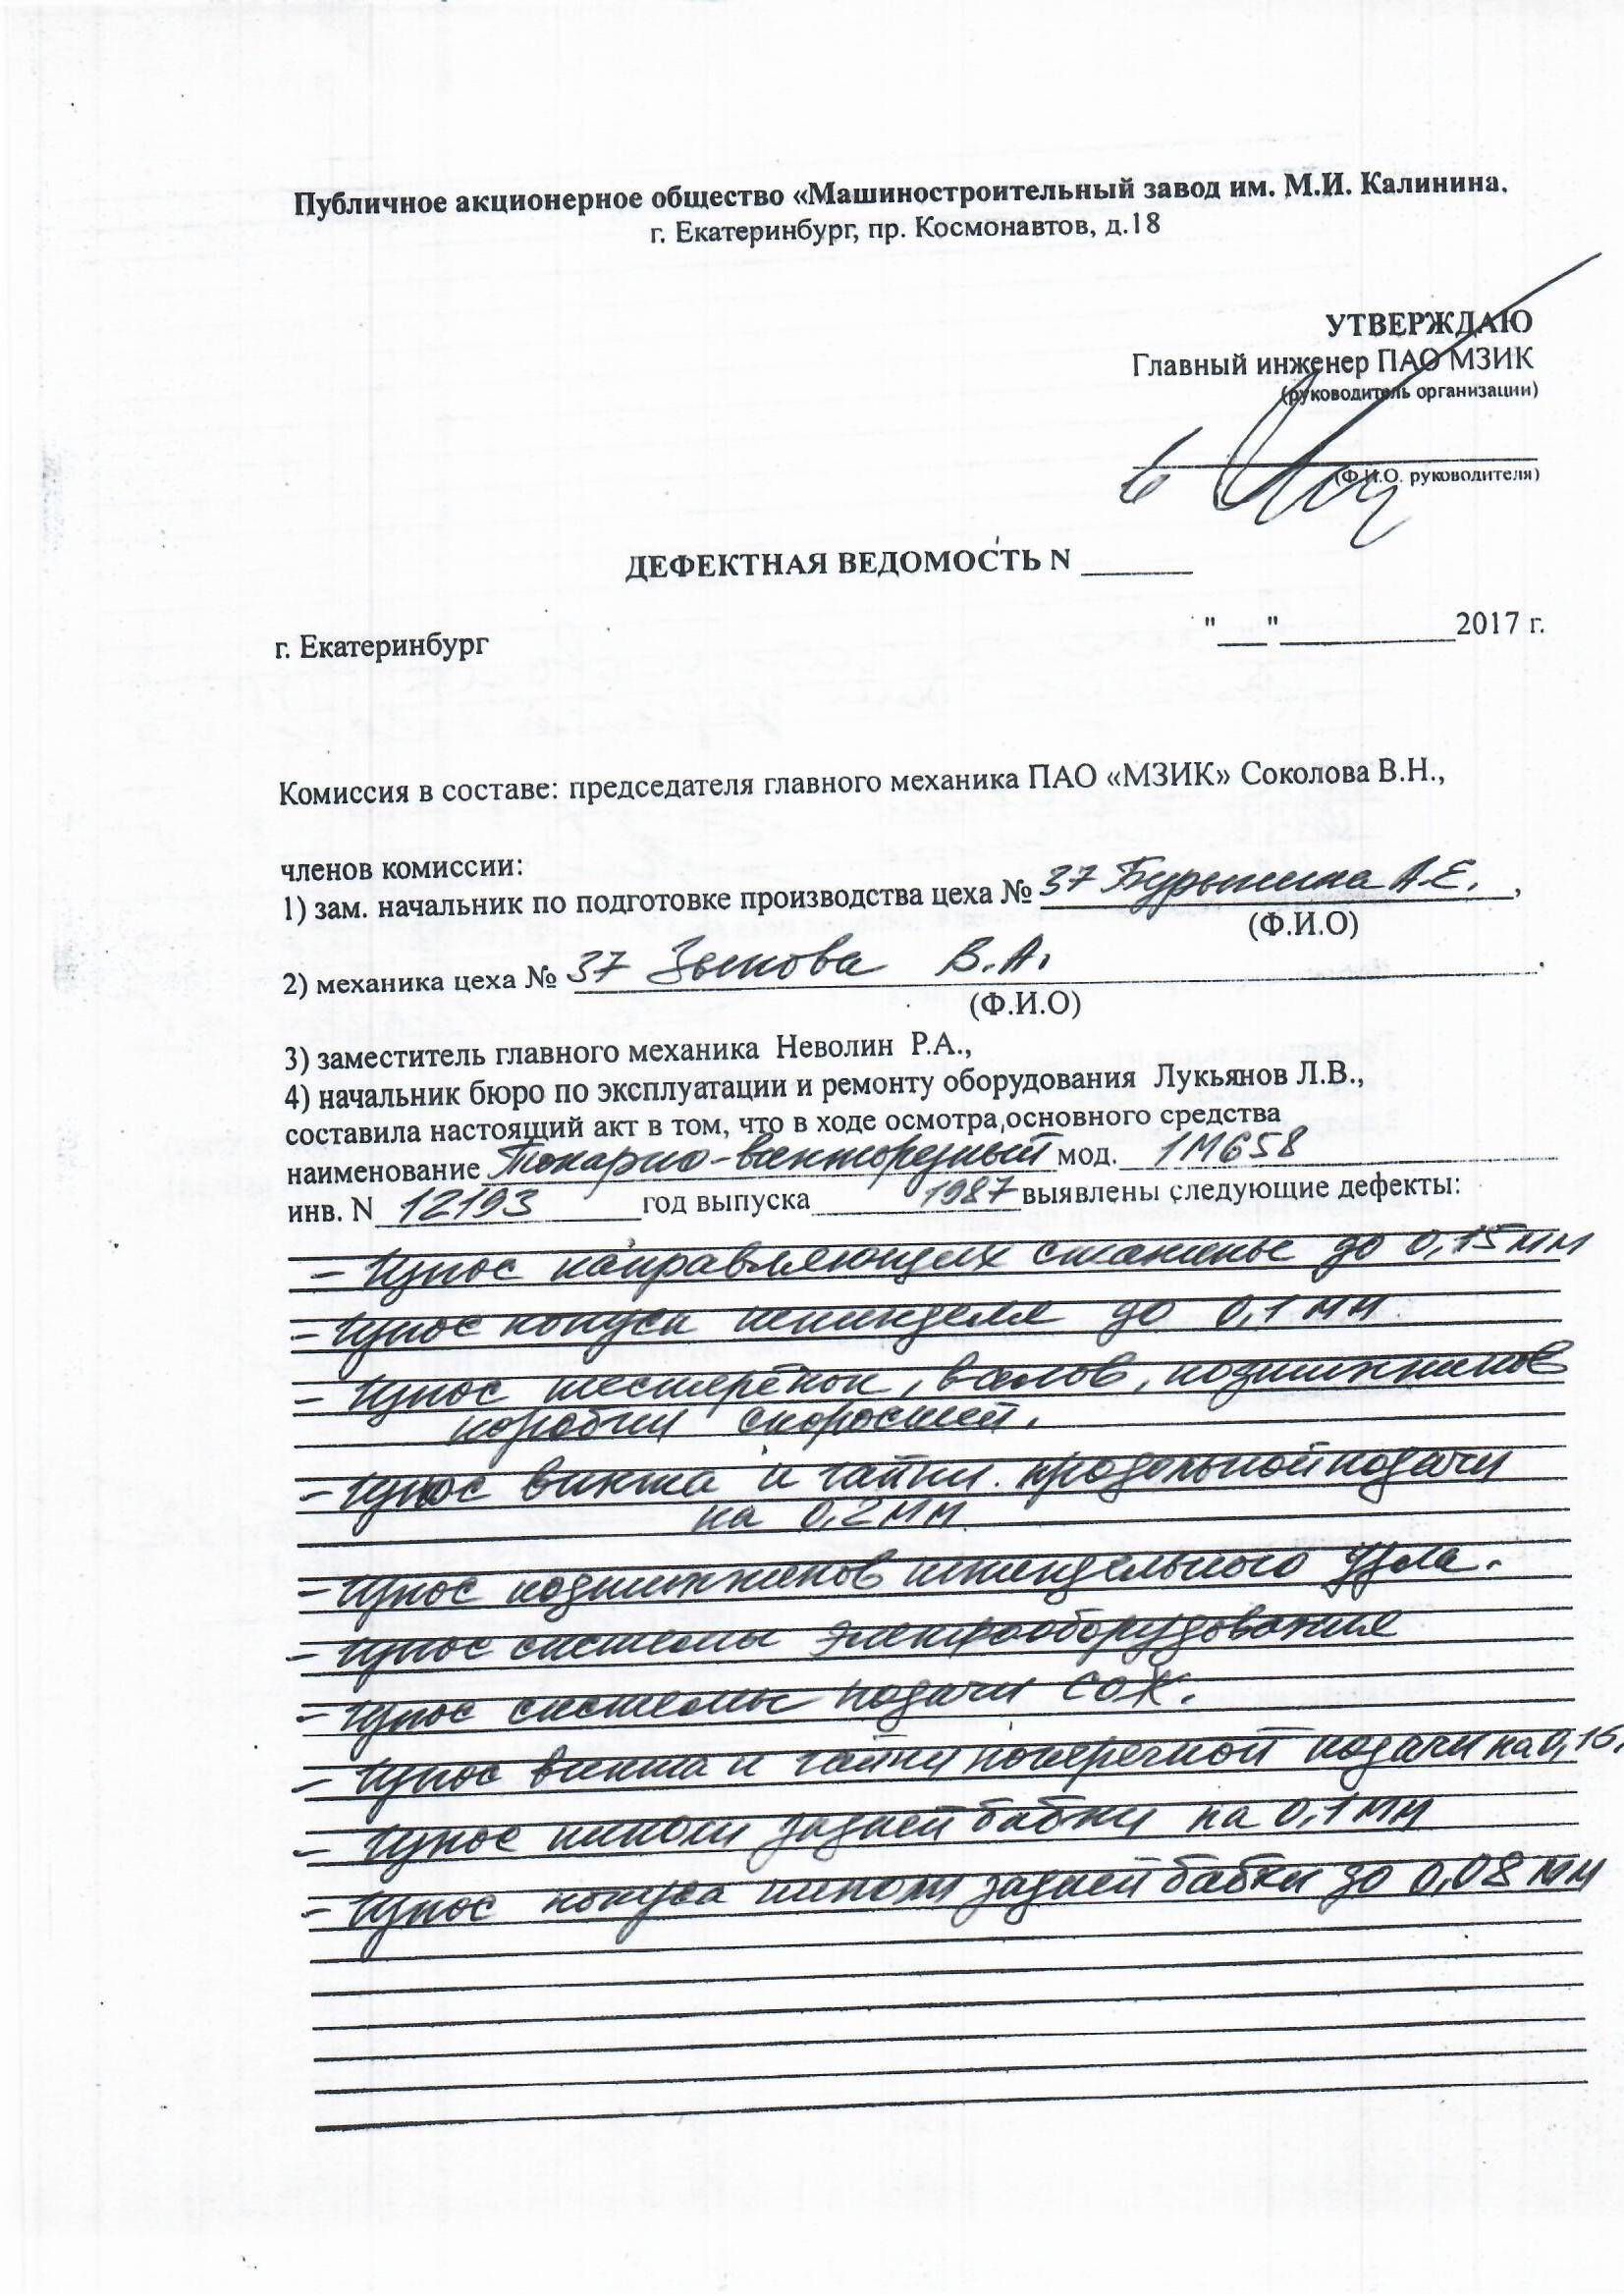 Публичное акционерное общество «Машиностроительный завод им. М.И. Калинина.
г. Екатеринбург, пр. Космонавтов, д.18
УТВЕРЖДАЮ
Главный инженер ПАО МЗИК
(руководитель организации)
(Ф.И.О. руководителя)
ДЕФЕКТНАЯ ВЕДОМОСТЬ N _______
"___"___________2017 г.
г. Екатеринбург
Комиссия в составе: председателя главного механика ПАО «МЗИК» Соколова В.Н.,
членов комиссии:
1) зам. начальник по подготовке производства цеха № 37 А.Е.,
(Ф.И.О)
2) механика цеха № 37 Зыкова В.А.
(Ф.И.О)
3) заместитель главного механика Неволин Р.А.,
4) начальник бюро по эксплуатации и ремонту оборудования Лукьянов Л.В.,
составила настоящий акт в том, что в ходе осмотра основного средства
наименование Токарно-винторезный мод. 1М658
инв. N 12193 год выпуска 1987 выявлены следующие дефекты:
- Износ направляющих станины до 0,15 мм
- Износ конуса шпинделя до 0,1 мм.
- Износ шестерёнок, валов, подшипников
коробки скоростей.
- Износ винта и гайки продольной подачи
на 0,2 мм
- Износ подшипников шпиндельного узла.
- Износ системы электрооборудования
- Износ системы подачи СОЖ.
- Износ винта и гайки поперечной подачи на 0,16
- Износ пиноли задней бабки на 0,1 мм
- Износ конуса пиноли задней бабки до 0,08 мм